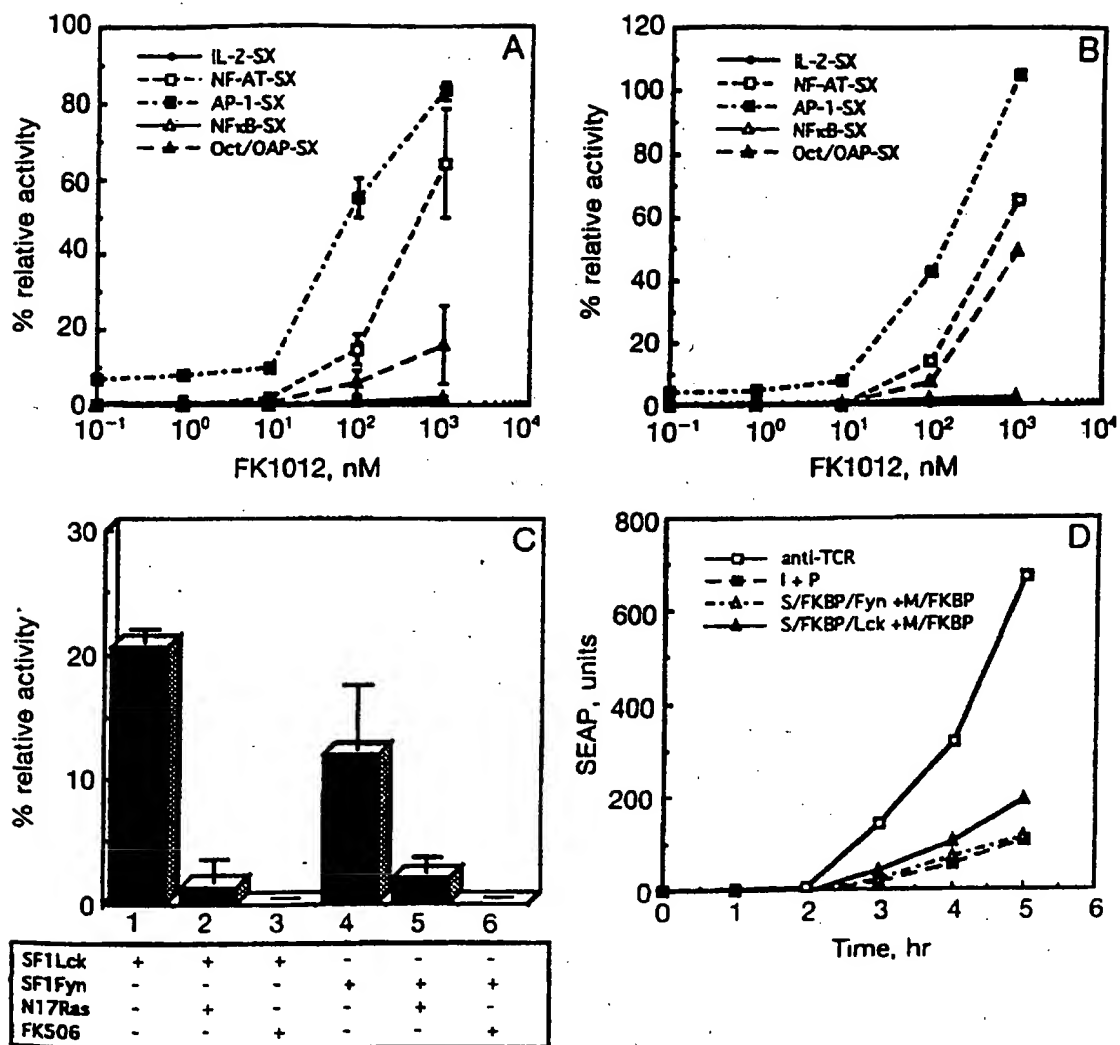 A
100
80
60
40
20
0
% relative activity
IL-2-SX
NF-AT-SX
AP-1-SX
NFκB-SX
Oct/OAP-SX
10⁻¹ 10⁰ 10¹ 10² 10³ 10⁴
FK1012, nM
B
120
100
80
60
40
20
0
% relative activity
IL-2-SX
NF-AT-SX
AP-1-SX
NFκB-SX
Oct/OAP-SX
10⁻¹ 10⁰ 10¹ 10² 10³ 10⁴
FK1012, nM
C
30
20
10
0
% relative activity
1 2 3 4 5 6
SF1Lck + + + - - -
SF1Fyn - - - + + +
N17Ras - + - - + -
FK506 - - + - - +
D
800
600
400
200
0
SEAP, units
anti-TCR
I + P
S/FKBP/Fyn +M/FKBP
S/FKBP/Lck +M/FKBP
0 1 2 3 4 5 6
Time, hr